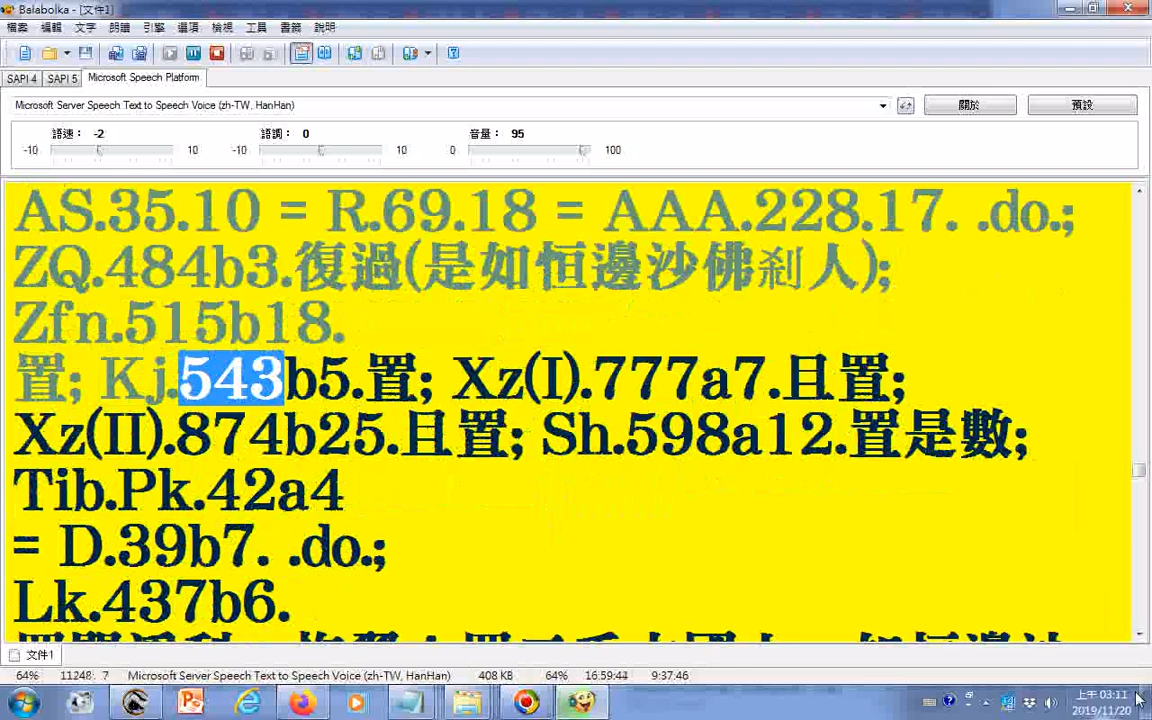 Balabolka - [文件1]
檔案 編輯 文字 朗讀 引擎 選項 檢視 工具 書籤 說明
SAPI 4 SAPI 5 Microsoft Speech Platform
Microsoft Server Speech Text to Speech Voice (zh-TW, HanHan)
關於 預設
語速： -2 語調： 0 音量： 95
-10 10 -10 10 0 100
AS.35.10 = R.69.18 = AAA.228.17. .do.;
ZQ.484b3.復過(是如恒邊沙佛剎人);
Zfn.515b18.
置; Kj.543b5.置; Xz(I).777a7.且置;
Xz(II).874b25.且置; Sh.598a12.置是數;
Tib.Pk.42a4
= D.39b7. .do.;
Lk.437b6.
文件1
64% 11248: 7 Microsoft Server Speech Text to Speech Voice (zh-TW, HanHan) 408 KB 64% 16:59:44 9:37:46
上午 03:11
2019/11/20